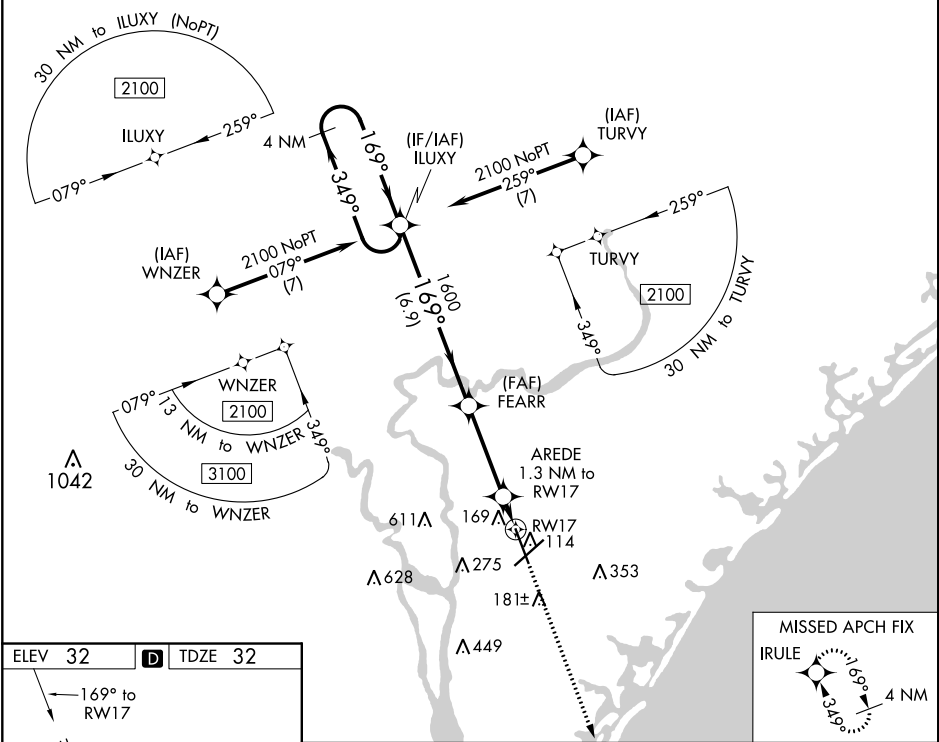 30 NM to ILUXY (NoPT)
2100
ILUXY
259°
079°
4 NM
169°
349°
(IF/IAF)
ILUXY
(IAF)
TURVY
2100 NoPT
259°
(7)
(IAF)
WNZER
2100 NoPT
079°
(7)
1600
169°
(6.9)
259°
TURVY
2100
349°
30 NM to TURVY
079°
WNZER
2100
13 NM to WNZER
349°
3100
30 NM to WNZER
1042
(FAF)
FEARR
AREDE
1.3 NM to
RW17
611
169
RW17
114
275
628
353
181±
449
ELEV 32
D
TDZE 32
169° to
RW17
MISSED APCH FIX
IRULE
169°
349°
4 NM